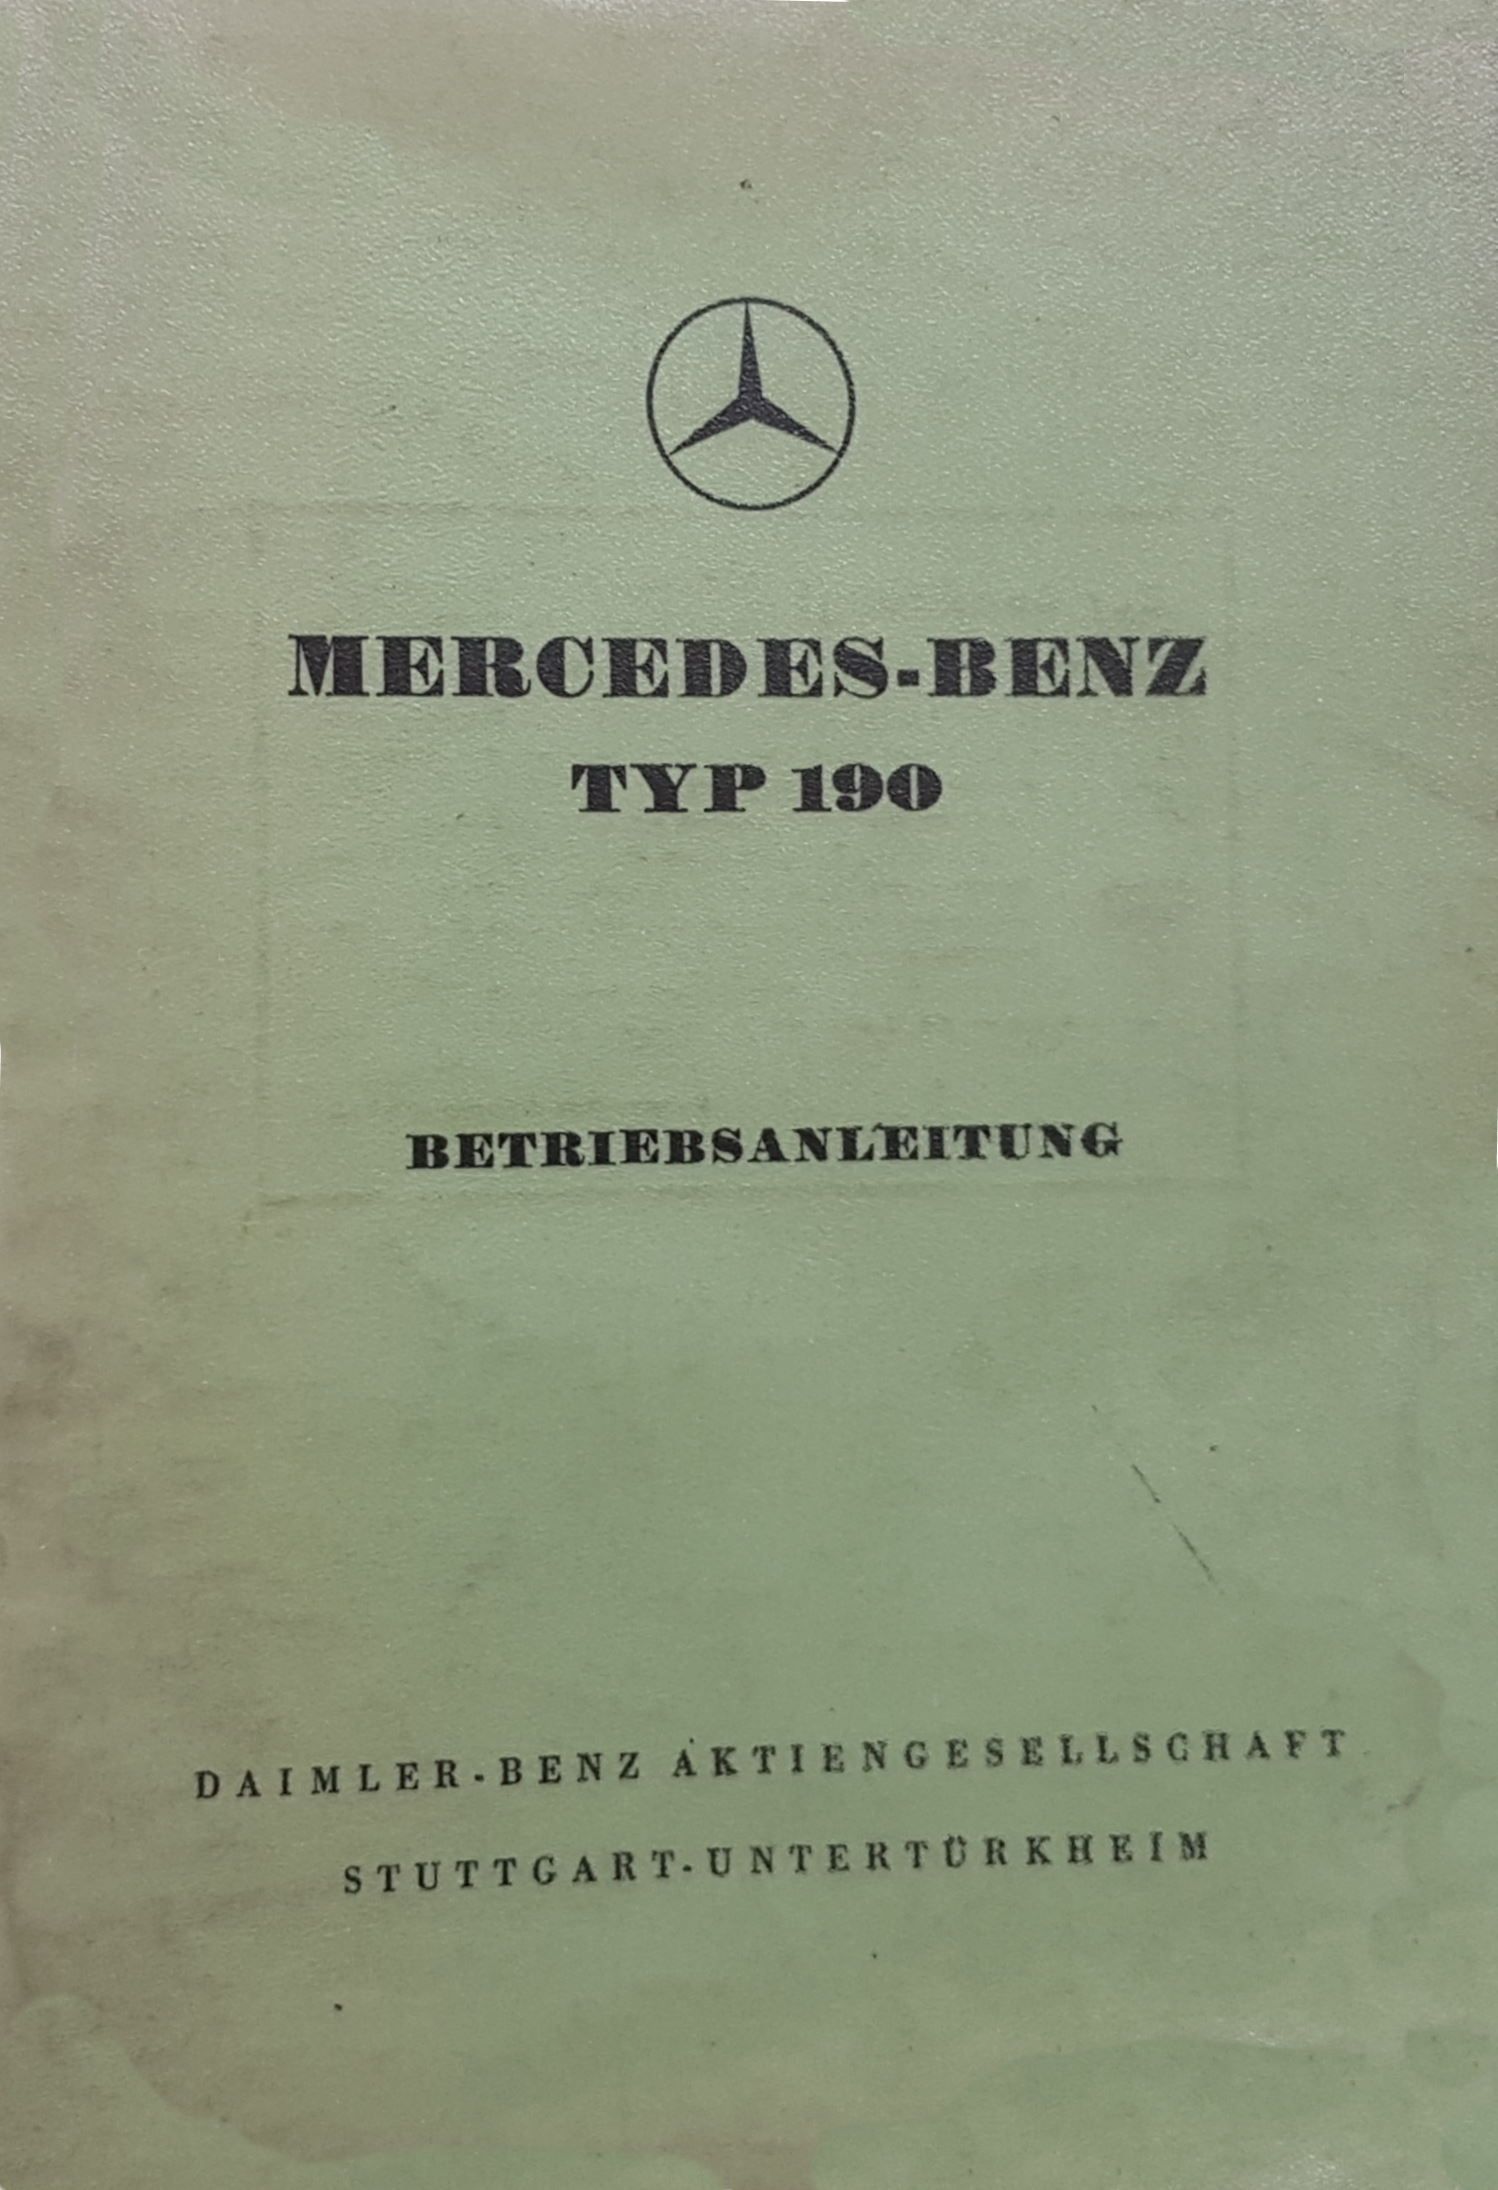 MERCEDES-BENZ
TYP 190
BETRIEBSANLEITUNG
DAIMLER-BENZ AKTIENGESELLSCHAFT
STUTTGART-UNTERTÜRKHEIM